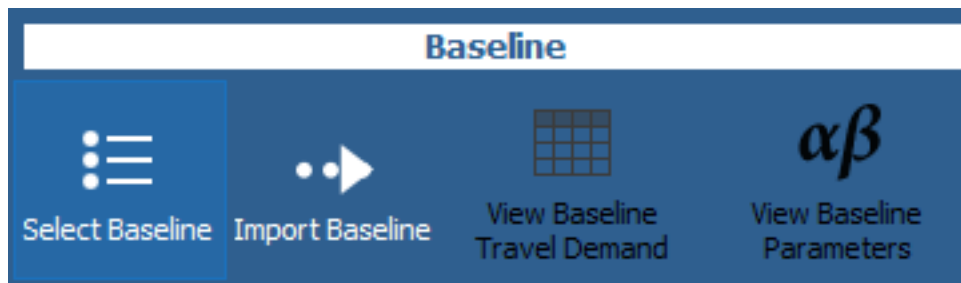 Baseline
Select Baseline
Import Baseline
View Baseline
Travel Demand
αβ
View Baseline
Parameters